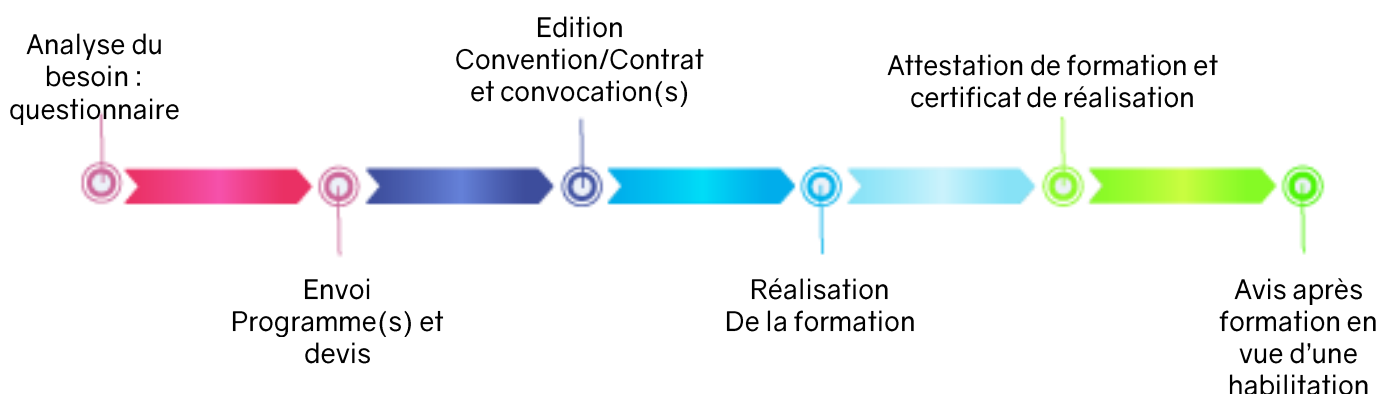 Analyse du
besoin :
questionnaire
Envoi
Programme(s) et
devis
Edition
Convention/Contrat
et convocation(s)
Réalisation
De la formation
Attestation de formation et
certificat de réalisation
Avis après
formation en
vue d'une
habilitation